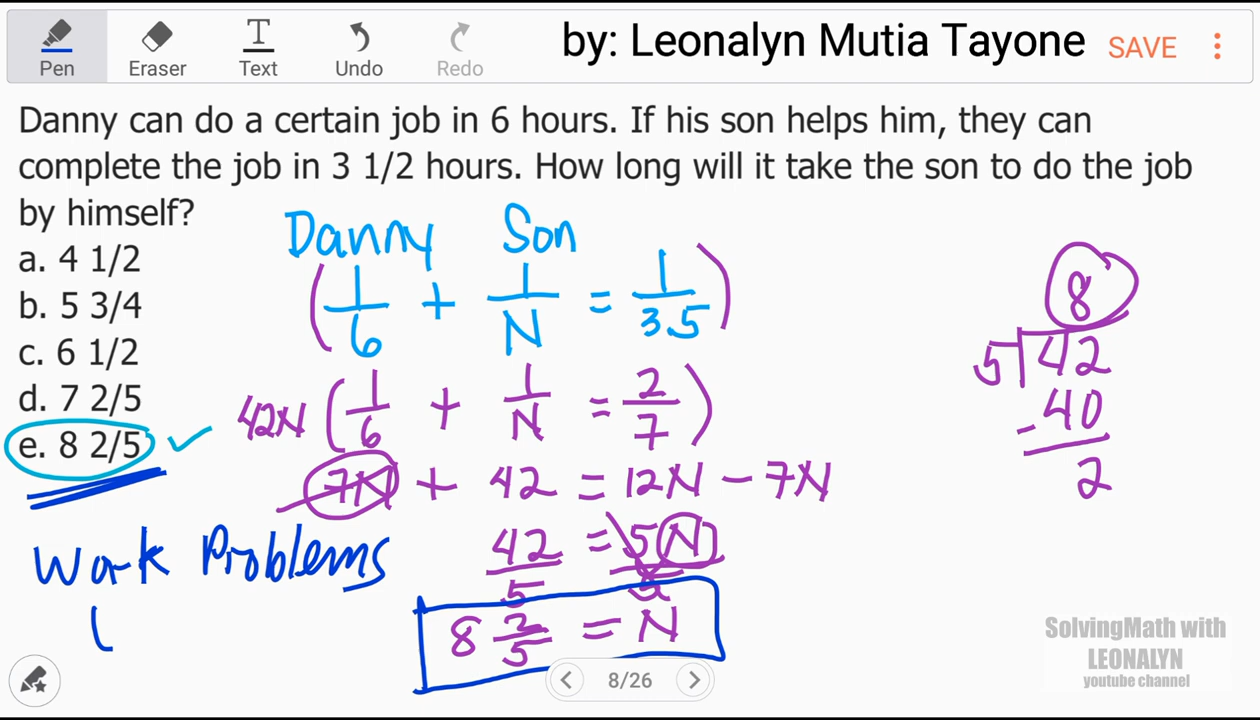 Pen Eraser Text Undo Redo by: Leonalyn Mutia Tayone SAVE
Danny can do a certain job in 6 hours. If his son helps him, they can
complete the job in 3 1/2 hours. How long will it take the son to do the job
by himself?
a. 4 1/2
b. 5 3/4
c. 6 1/2
d. 7 2/5
e. 8 2/5 ✓
Danny Son
(1/6 + 1/N = 1/3.5)
42N (1/6 + 1/N = 2/7)
7N + 42 = 12N - 7N
42/5 = 5(N)/5
8 2/5 = N
8
5 42
- 40
2
Work Problems
(
8/26
SolvingMath with
LEONALYN
youtube channel